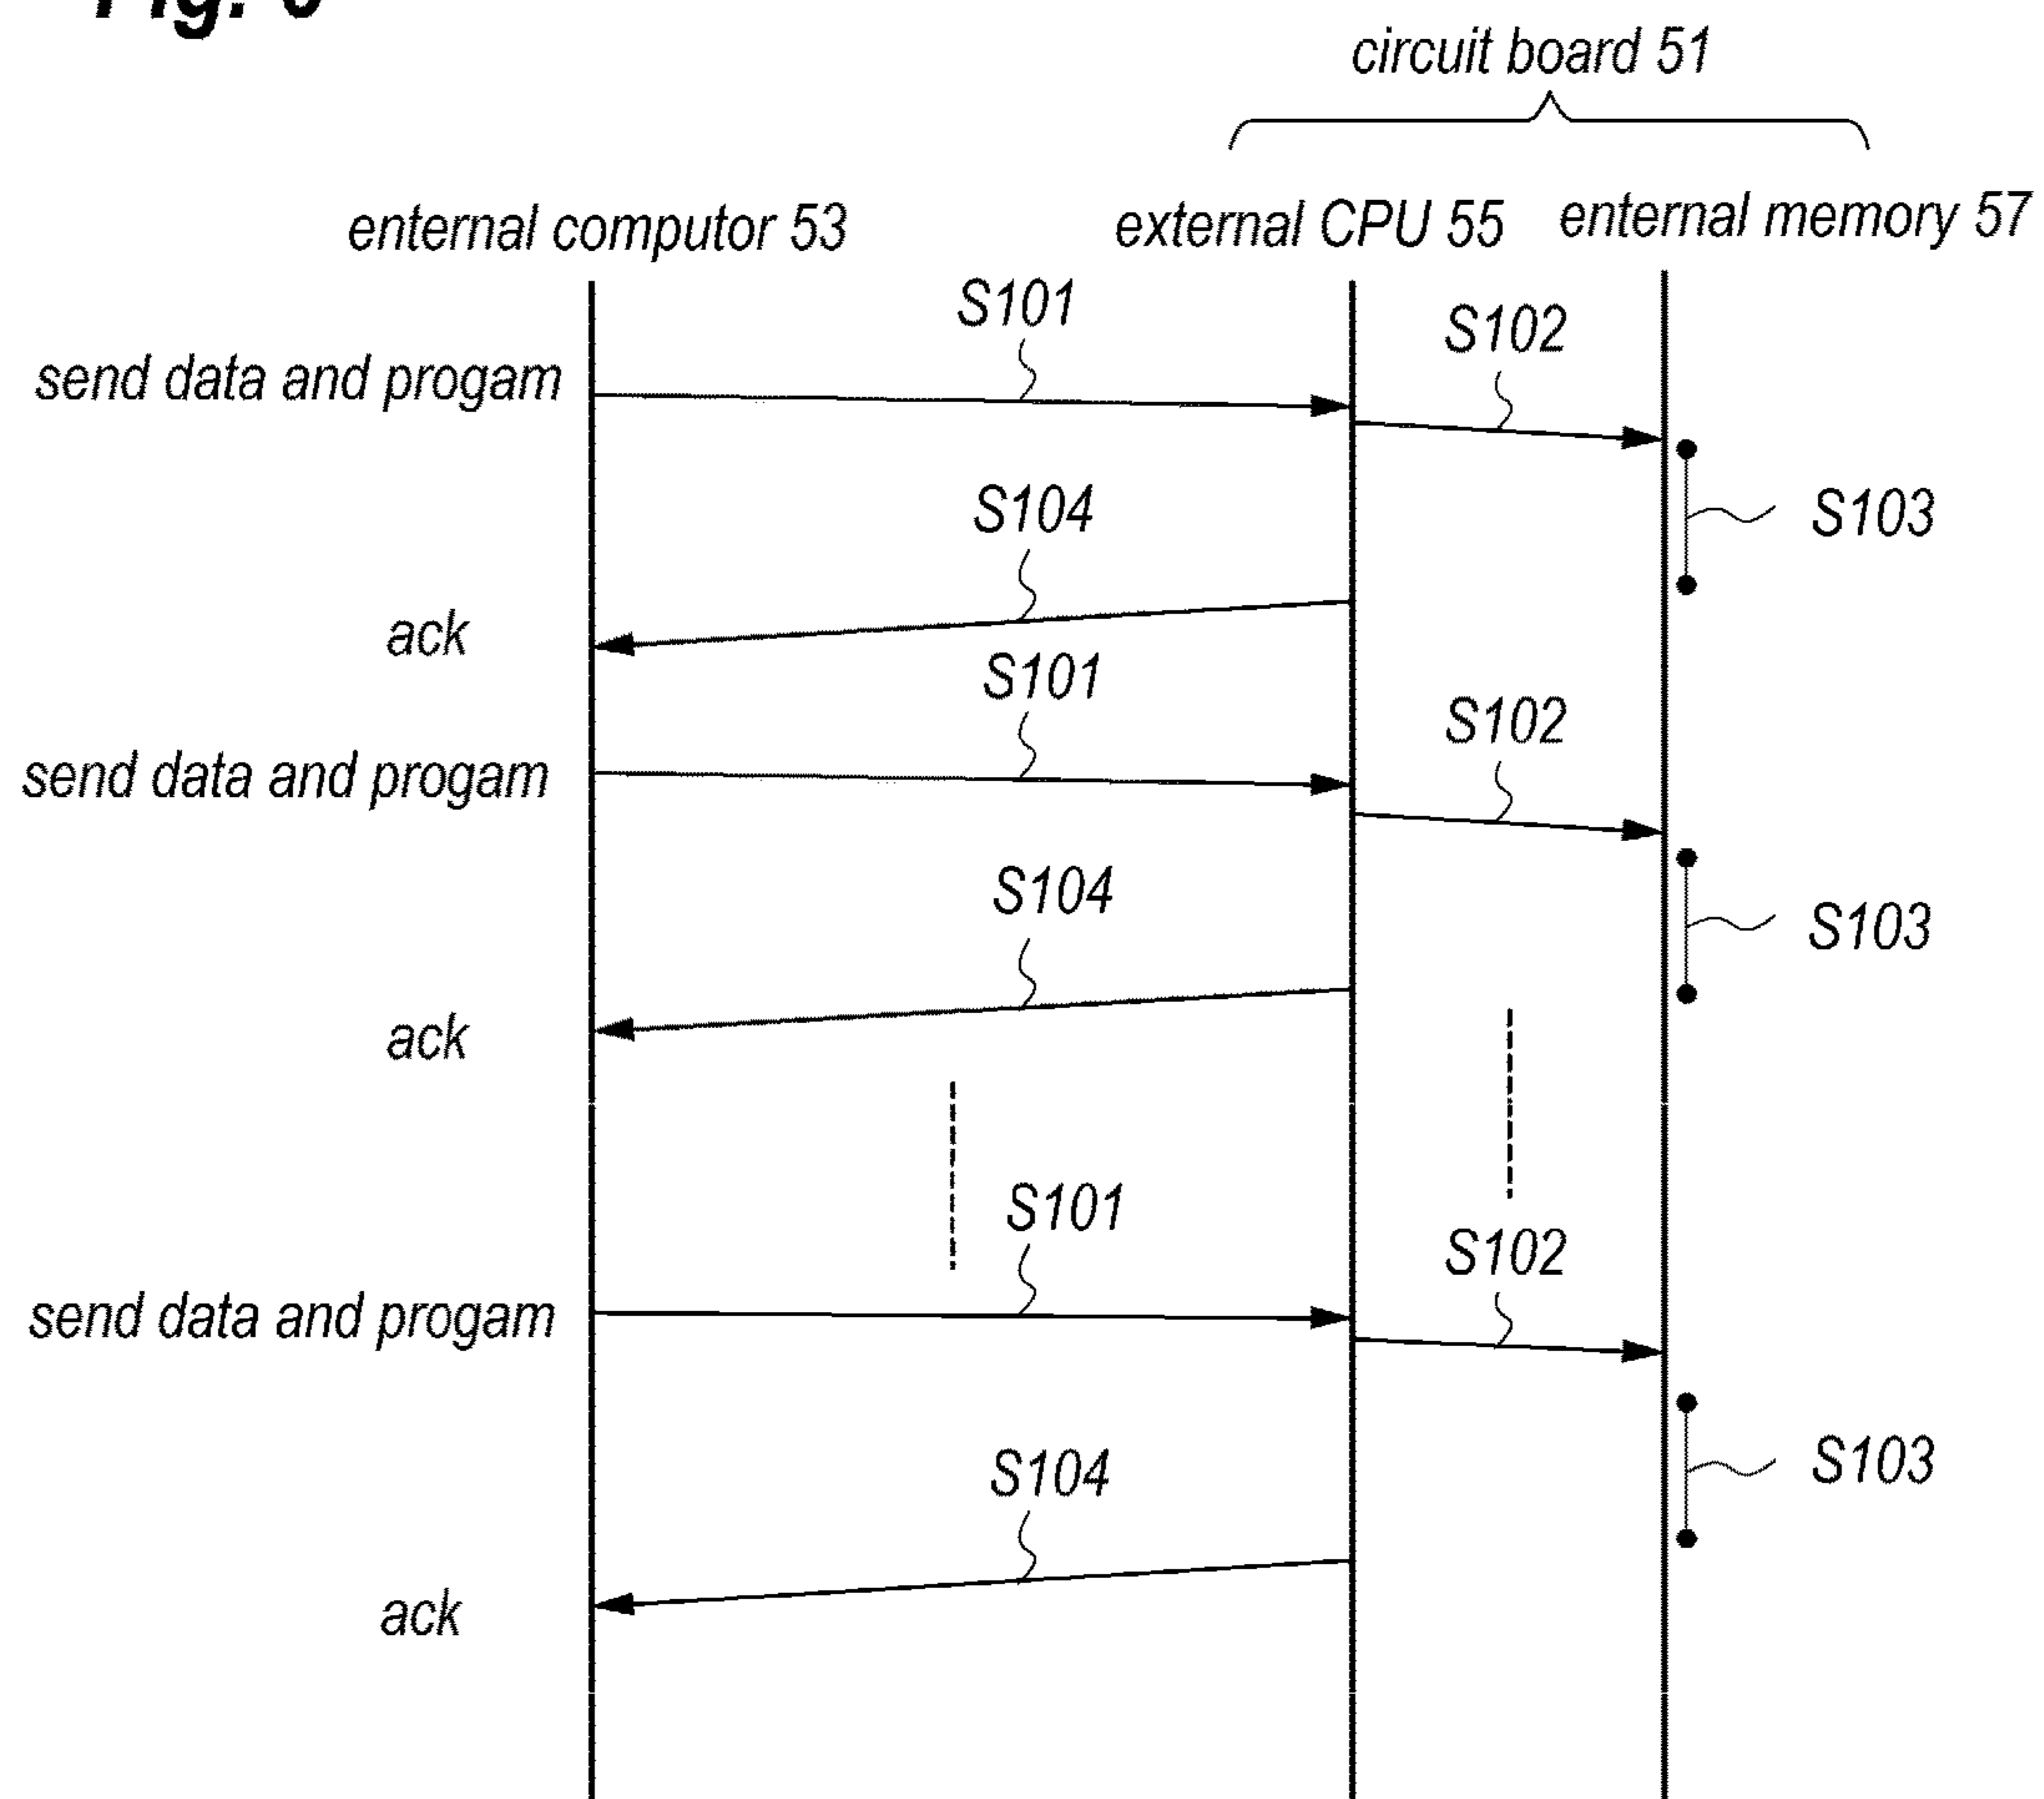 Fig.
circuit board 51
enternal computor 53
external CPU 55
enternal memory 57
S101
S102
send data and progam
S103
S104
ack
S101
S102
send data and progam
S104
S103
ack
S101
S102
send data and progam
S103
S104
ack